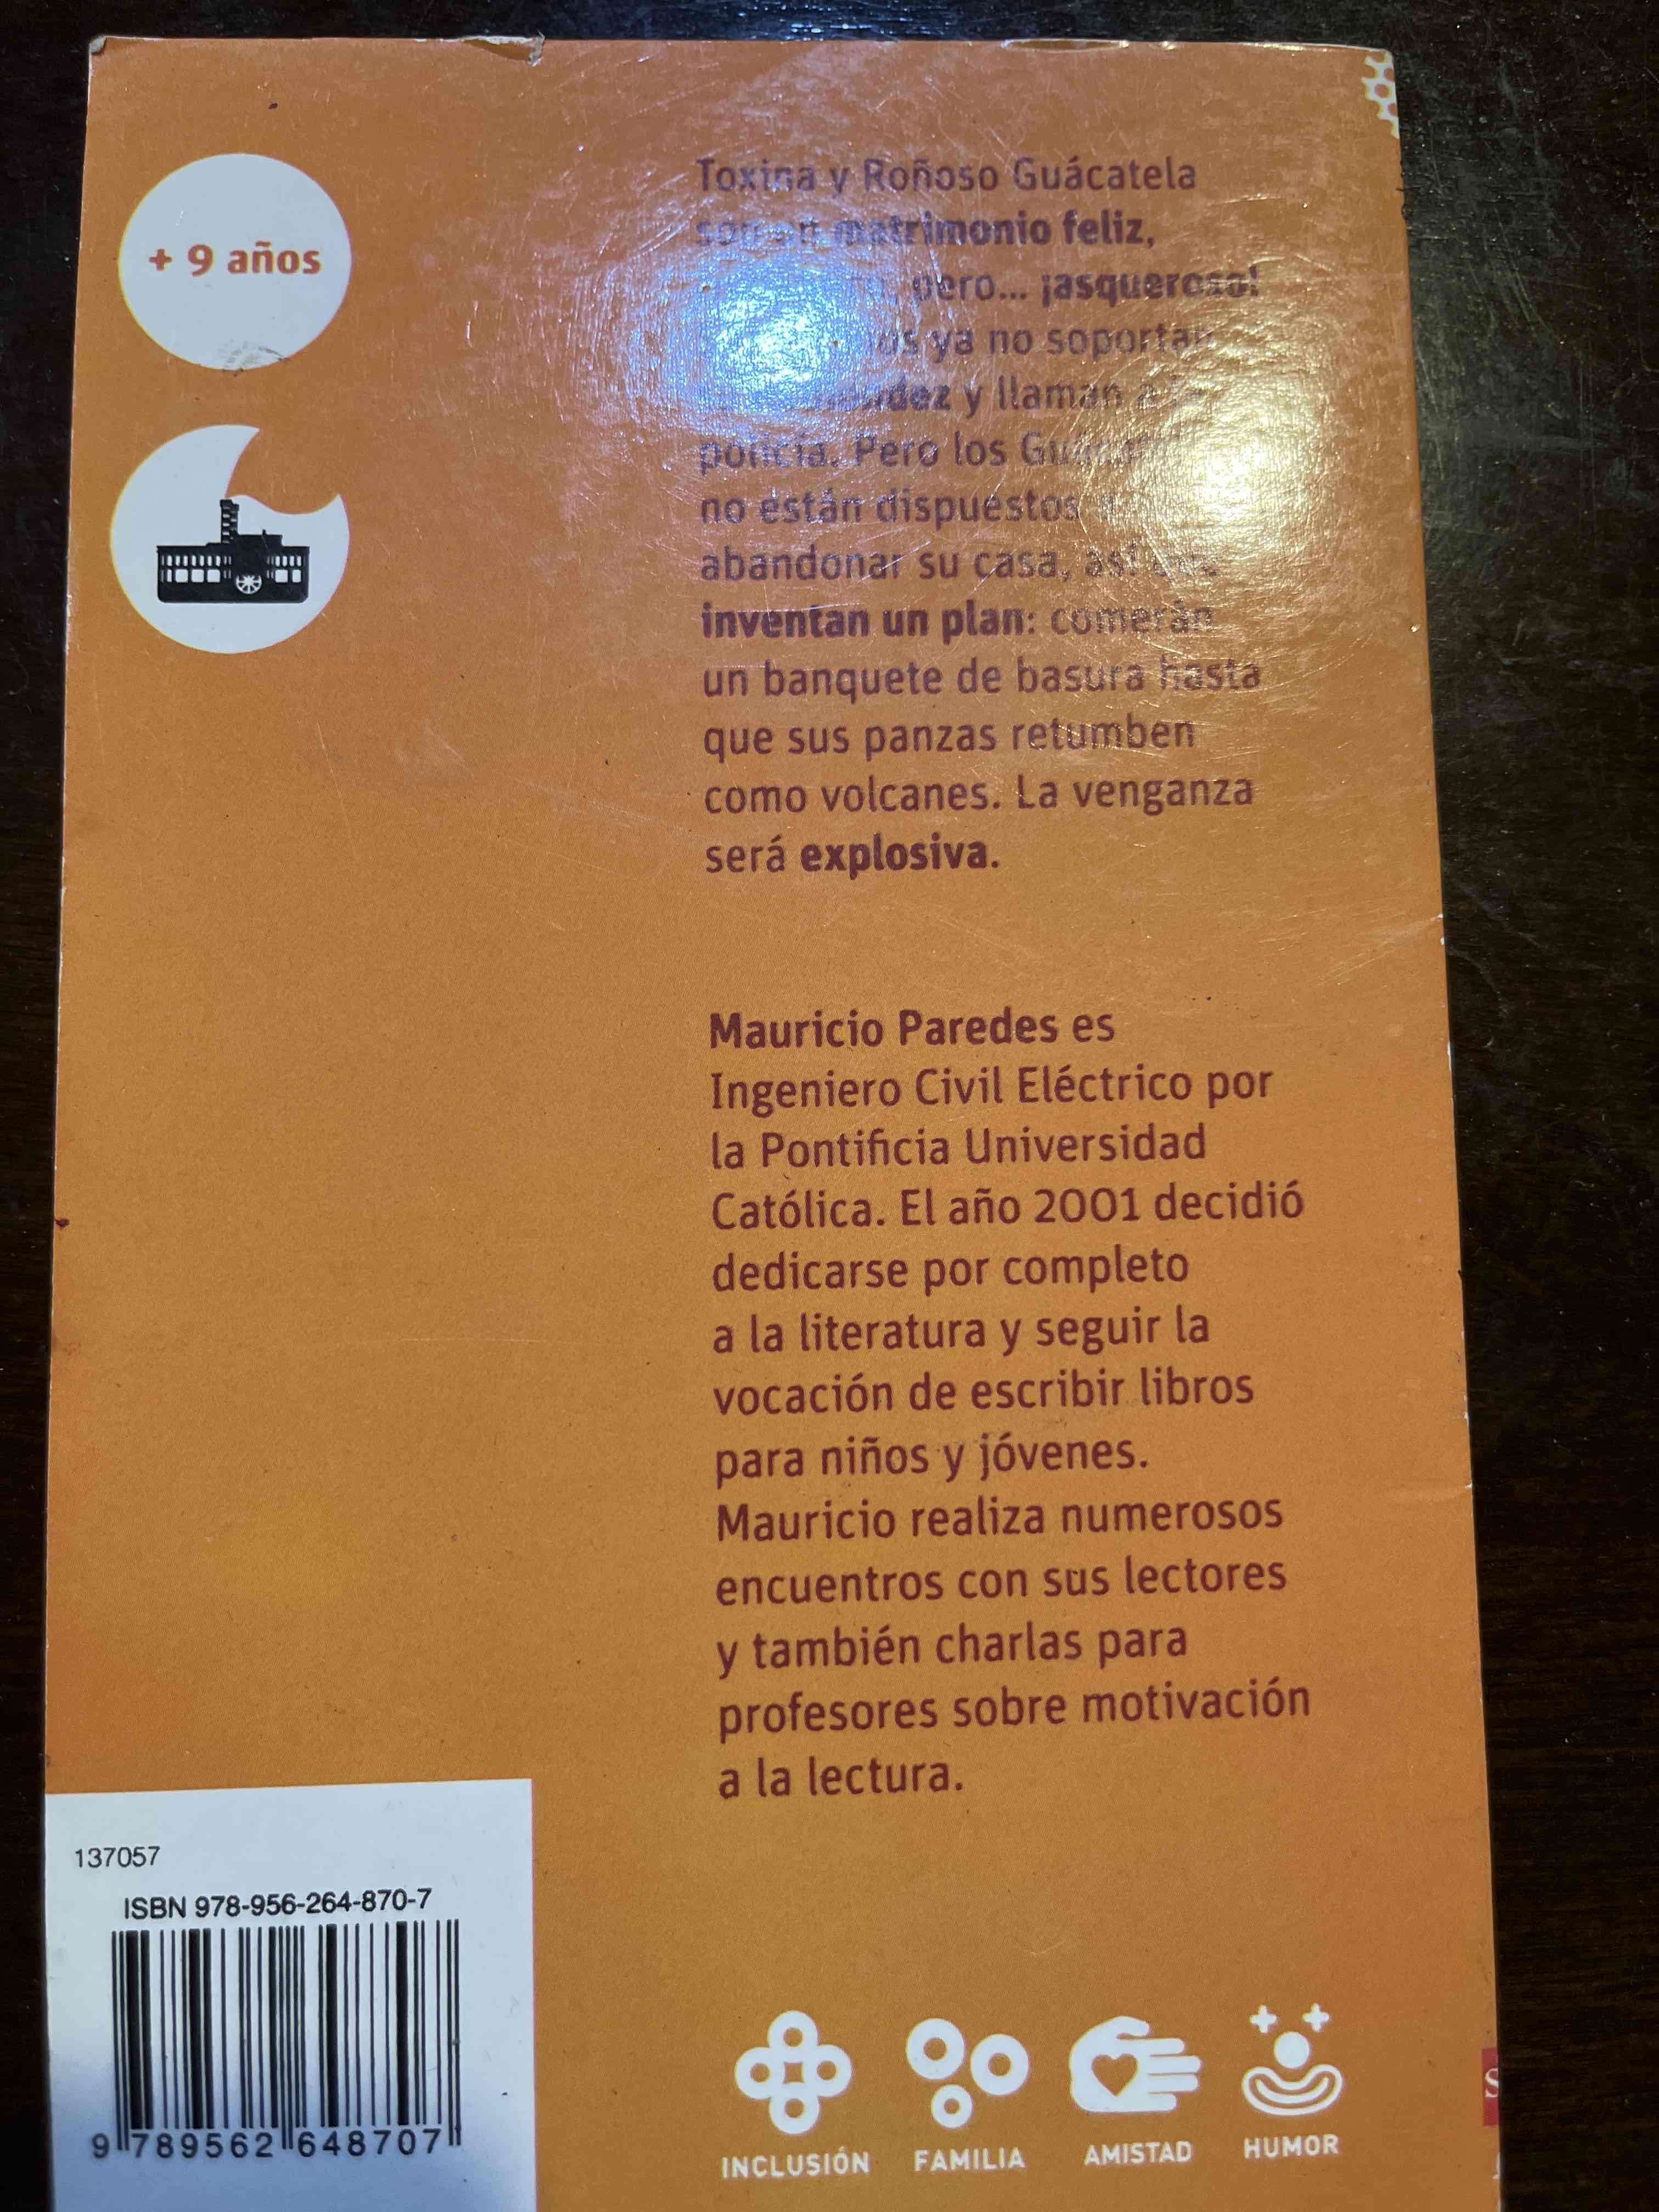 + 9 años
Toxina y Roñoso Guácatela
son un matrimonio feliz,
pero... ¡asqueroso!
ya no soportan
y llaman a la
policía. Pero los
no están dispuestos a
abandonar su casa, así que
inventan un plan: comerán
un banquete de basura hasta
que sus panzas retumben
como volcanes. La venganza
será explosiva.
Mauricio Paredes es
Ingeniero Civil Eléctrico por
la Pontificia Universidad
Católica. El año 2001 decidió
dedicarse por completo
a la literatura y seguir la
vocación de escribir libros
para niños y jóvenes.
Mauricio realiza numerosos
encuentros con sus lectores
y también charlas para
profesores sobre motivación
a la lectura.
137057
ISBN 978-956-264-870-7
9 789562 648707
INCLUSIÓN FAMILIA AMISTAD HUMOR